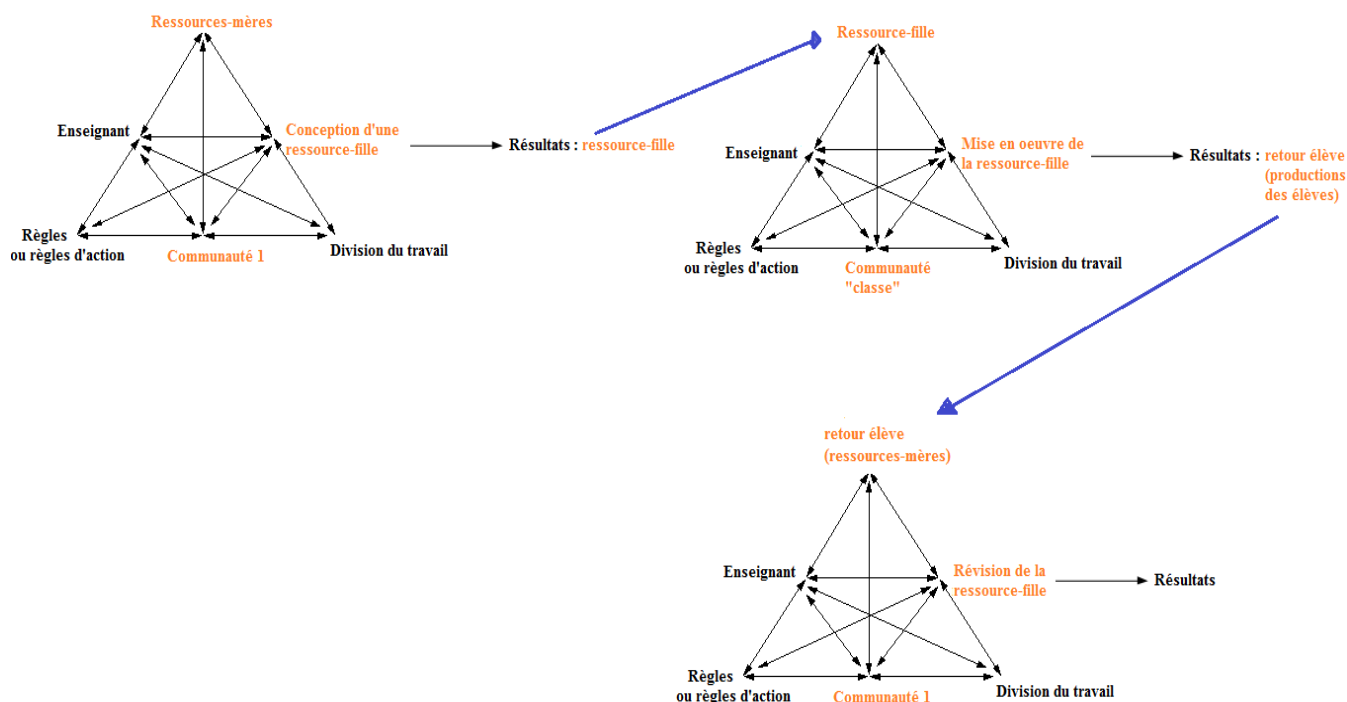 Ressources-mères
Enseignant
Conception d'une
ressource-fille
Résultats : ressource-fille
Règles
ou règles d'action
Communauté 1
Division du travail
Ressource-fille
Enseignant
Mise en oeuvre de
la ressource-fille
Résultats : retour élève
(productions
des élèves)
Règles
ou règles d'action
Communauté
"classe"
Division du travail
retour élève
(ressources-mères)
Enseignant
Révision de la
ressource-fille
Résultats
Règles
ou règles d'action
Communauté 1
Division du travail